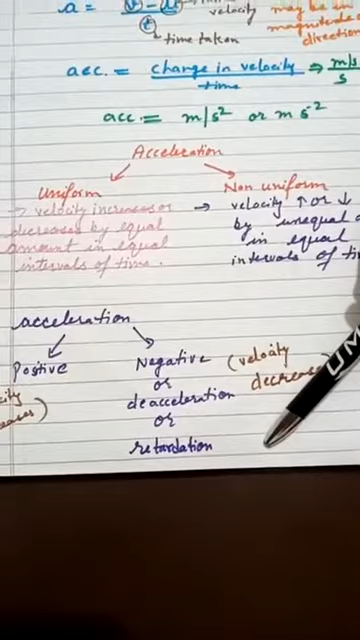 a = v - u
t
velocity
may be in
magnitude
direction
time taken
acc. = change in velocity ⇒ m/s
time s
acc. = m/s² or m s⁻²
Acceleration
Uniform
→ velocity increases or
decreases by equal
amount in equal
intervals of time.
Non uniform
→ velocity ↑ or ↓
by unequal
in equal
intervals of
acceleration
Positive
Negative (velocity
decreases)
or
deacceleration
or
retardation
UM